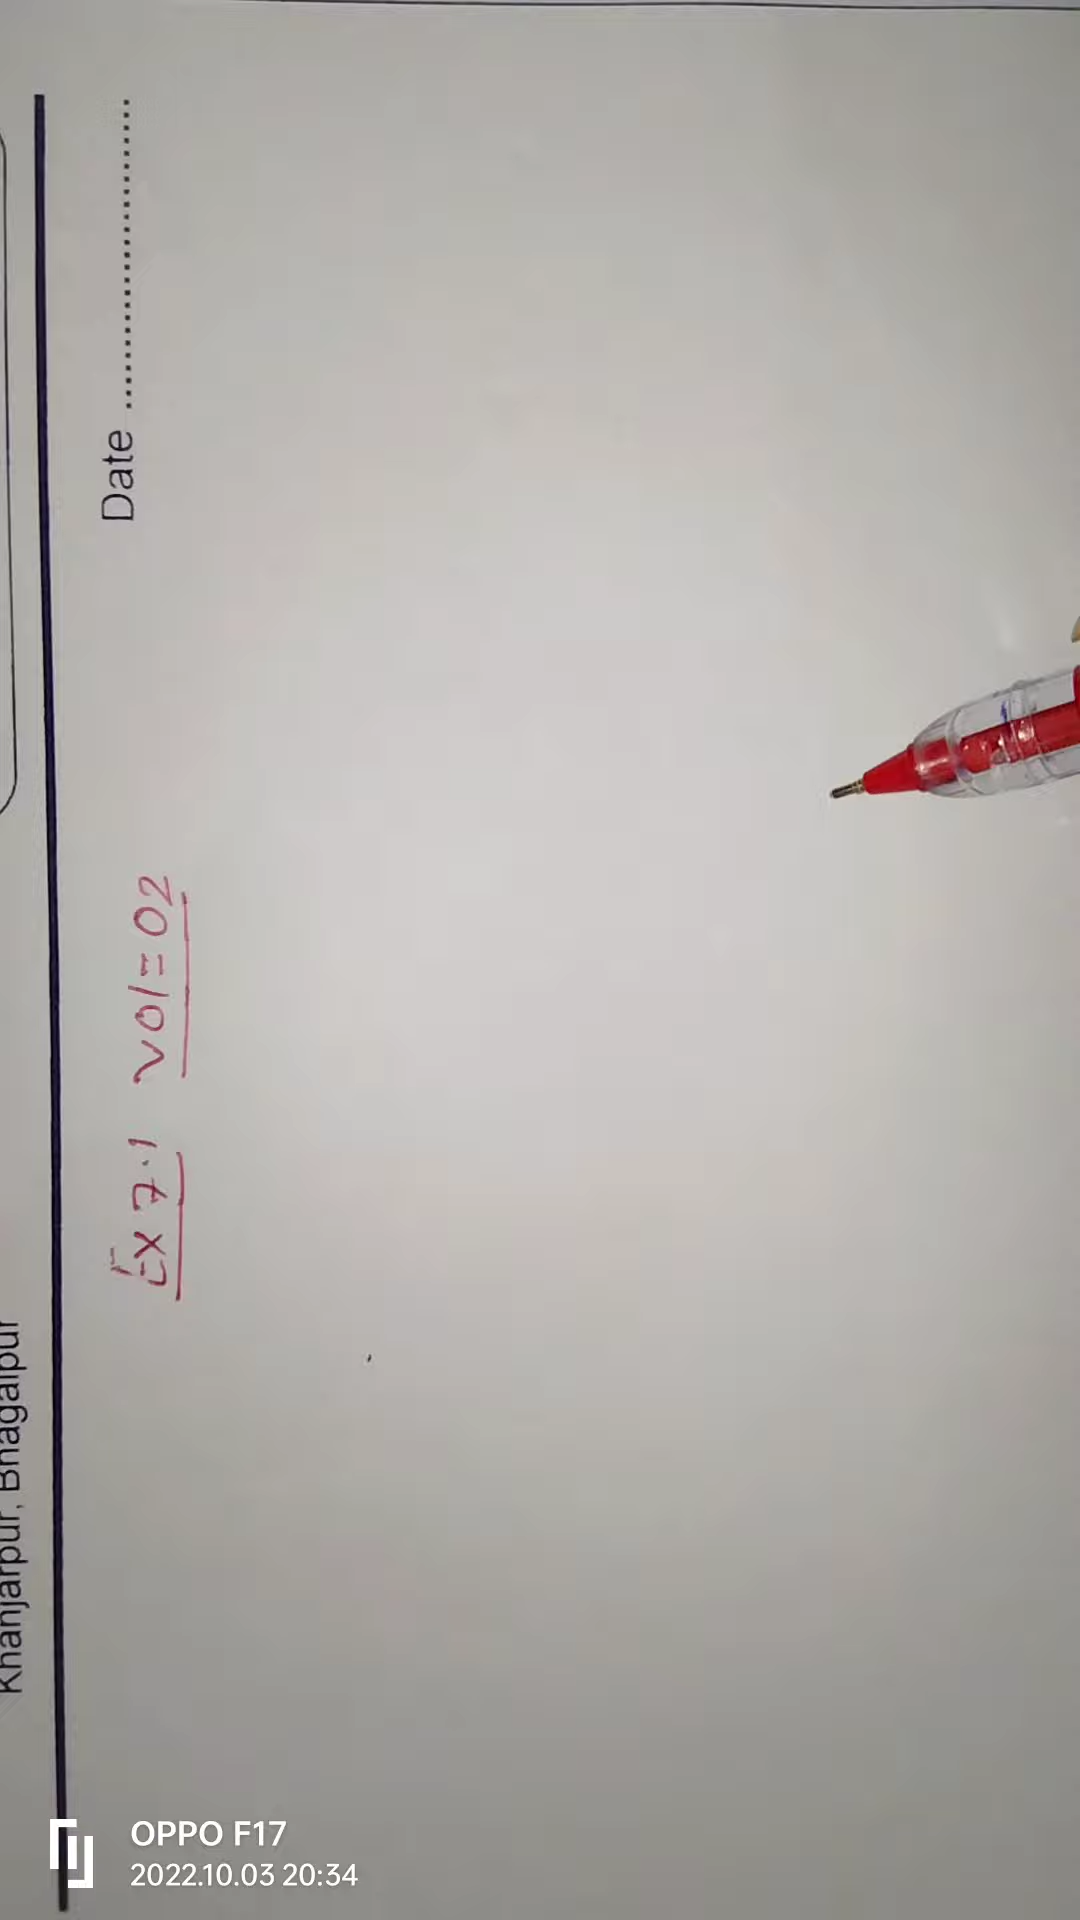 Khanjarpur, Bhagalpur
Date ........................
Ex 7.1 vol=02
OPPO F17
2022.10.03 20:34